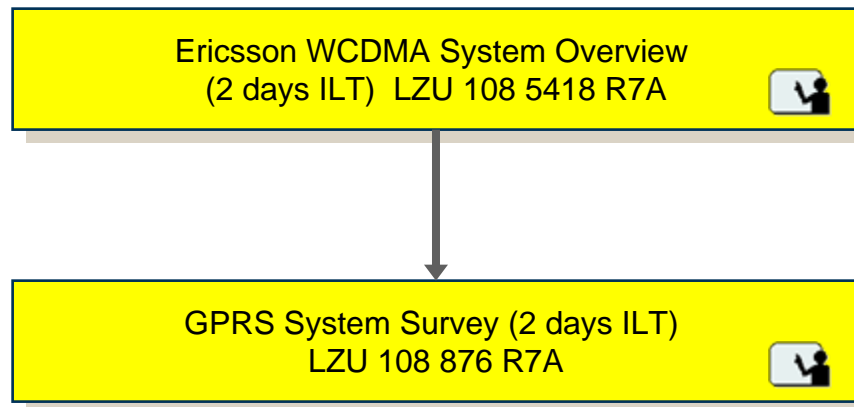 Ericsson WCDMA System Overview
(2 days ILT) LZU 108 5418 R7A
GPRS System Survey (2 days ILT)
LZU 108 876 R7A